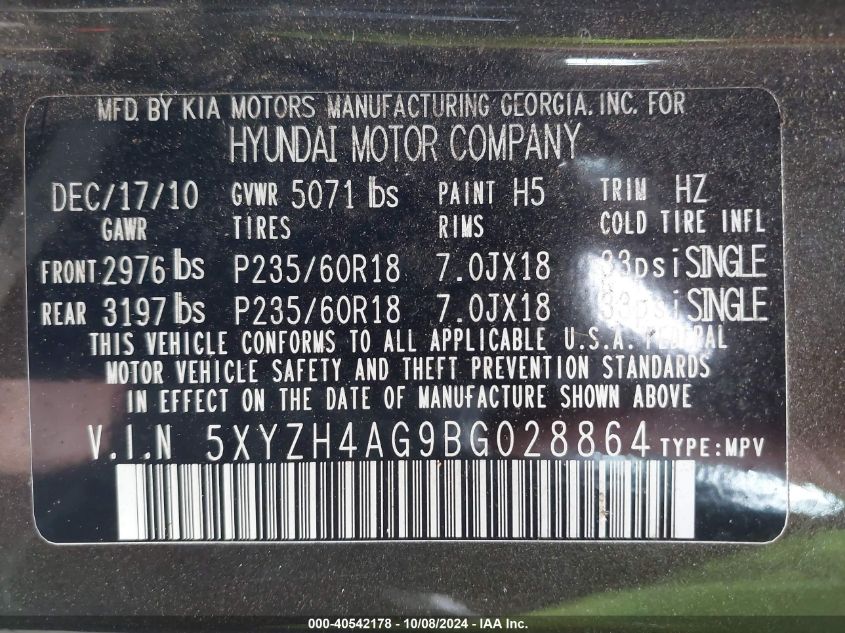 MFD. BY KIA MOTORS MANUFACTURING GEORGIA. INC. FOR
HYUNDAI MOTOR COMPANY
DEC/17/10 GVWR 5071 lbs PAINT H5 TRIM HZ
GAWR TIRES RIMS COLD TIRE INFL
FRONT 2976 lbs P235/60R18 7.0JX18 33psi SINGLE
REAR 3197 lbs P235/60R18 7.0JX18 33psi SINGLE
THIS VEHICLE CONFORMS TO ALL APPLICABLE U.S.A. FEDERAL
MOTOR VEHICLE SAFETY AND THEFT PREVENTION STANDARDS
IN EFFECT ON THE DATE OF MANUFACTURE SHOWN ABOVE
V.I.N 5XYZH4AG9BG028864 TYPE:MPV
000-40542178 - 10/08/2024 - IAA Inc.